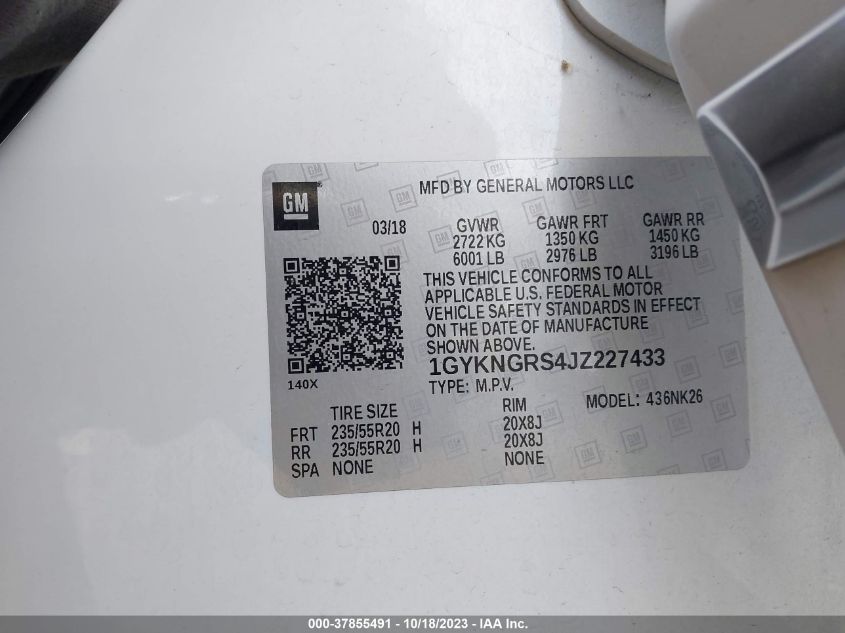 GM
MFD BY GENERAL MOTORS LLC
03/18
GVWR GAWR FRT GAWR RR
2722 KG 1350 KG 1450 KG
6001 LB 2976 LB 3196 LB
THIS VEHICLE CONFORMS TO ALL
APPLICABLE U.S. FEDERAL MOTOR
VEHICLE SAFETY STANDARDS IN EFFECT
ON THE DATE OF MANUFACTURE
SHOWN ABOVE.
1GYKNGRS4JZ227433
140X
TYPE: M.P.V.
MODEL: 436NK26
TIRE SIZE RIM
FRT 235/55R20 H 20X8J
RR 235/55R20 H 20X8J
SPA NONE NONE
000-37855491 - 10/18/2023 - IAA Inc.